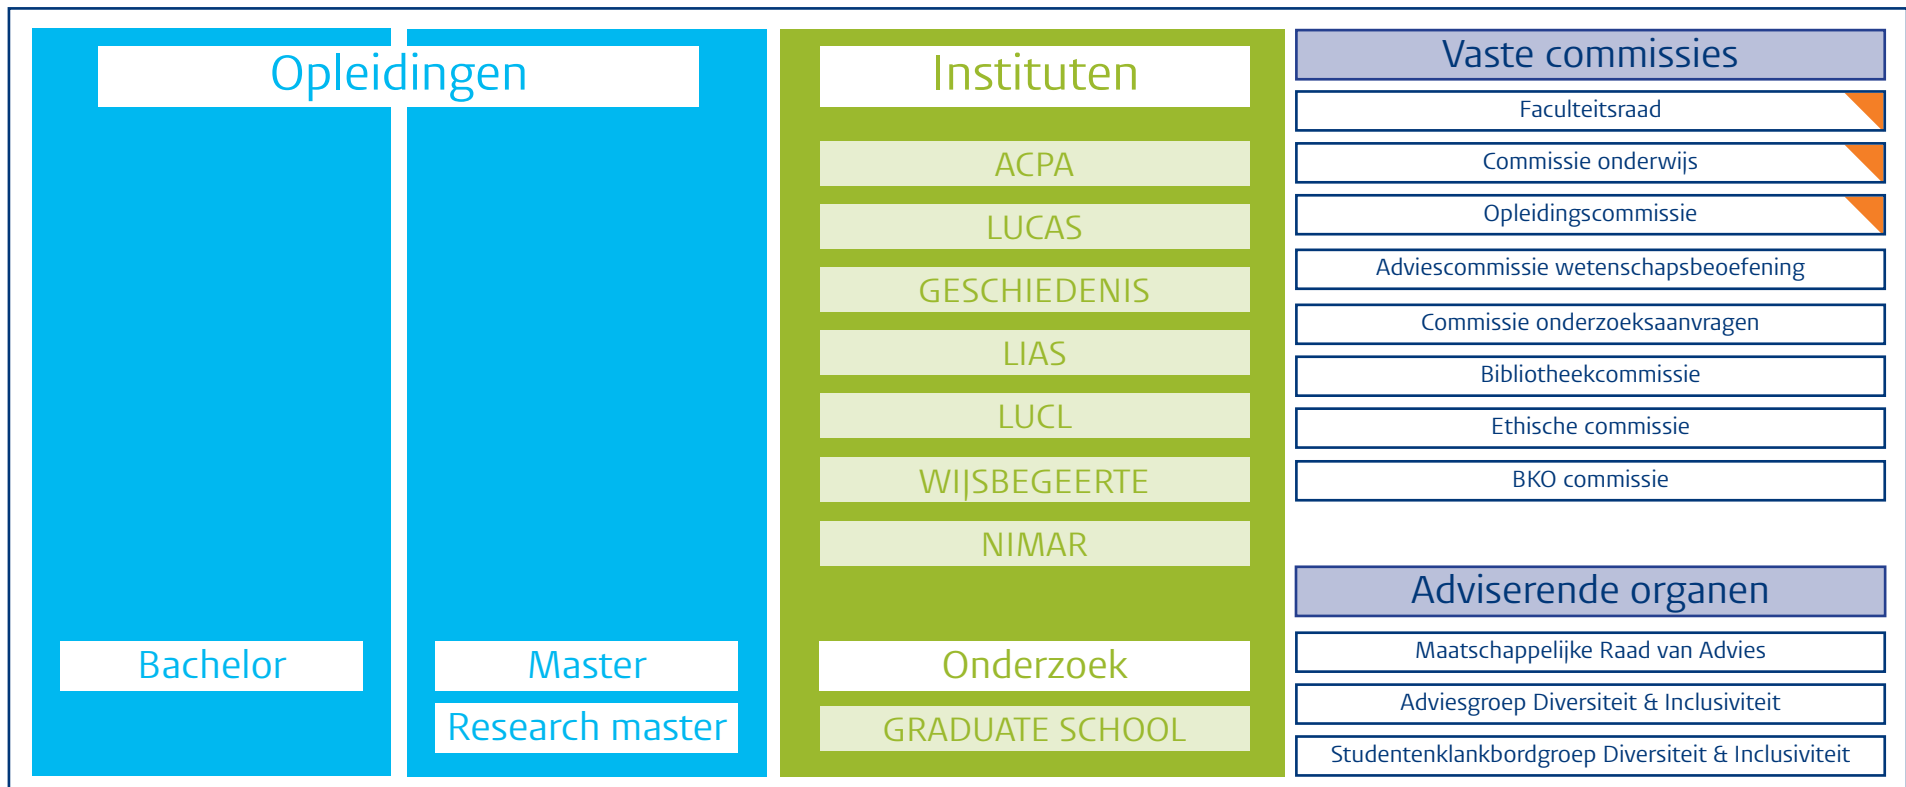 Opleidingen
Bachelor
Master
Research master
Instituten
ACPA
LUCAS
GESCHIEDENIS
LIAS
LUCL
WIJSBEGEERTE
NIMAR
Onderzoek
GRADUATE SCHOOL
Vaste commissies
Faculteitsraad
Commissie onderwijs
Opleidingscommissie
Adviescommissie wetenschapsbeoefening
Commissie onderzoeksaanvragen
Bibliotheekcommissie
Ethische commissie
BKO commissie
Adviserende organen
Maatschappelijke Raad van Advies
Adviesgroep Diversiteit & Inclusiviteit
Studentenklankbordgroep Diversiteit & Inclusiviteit